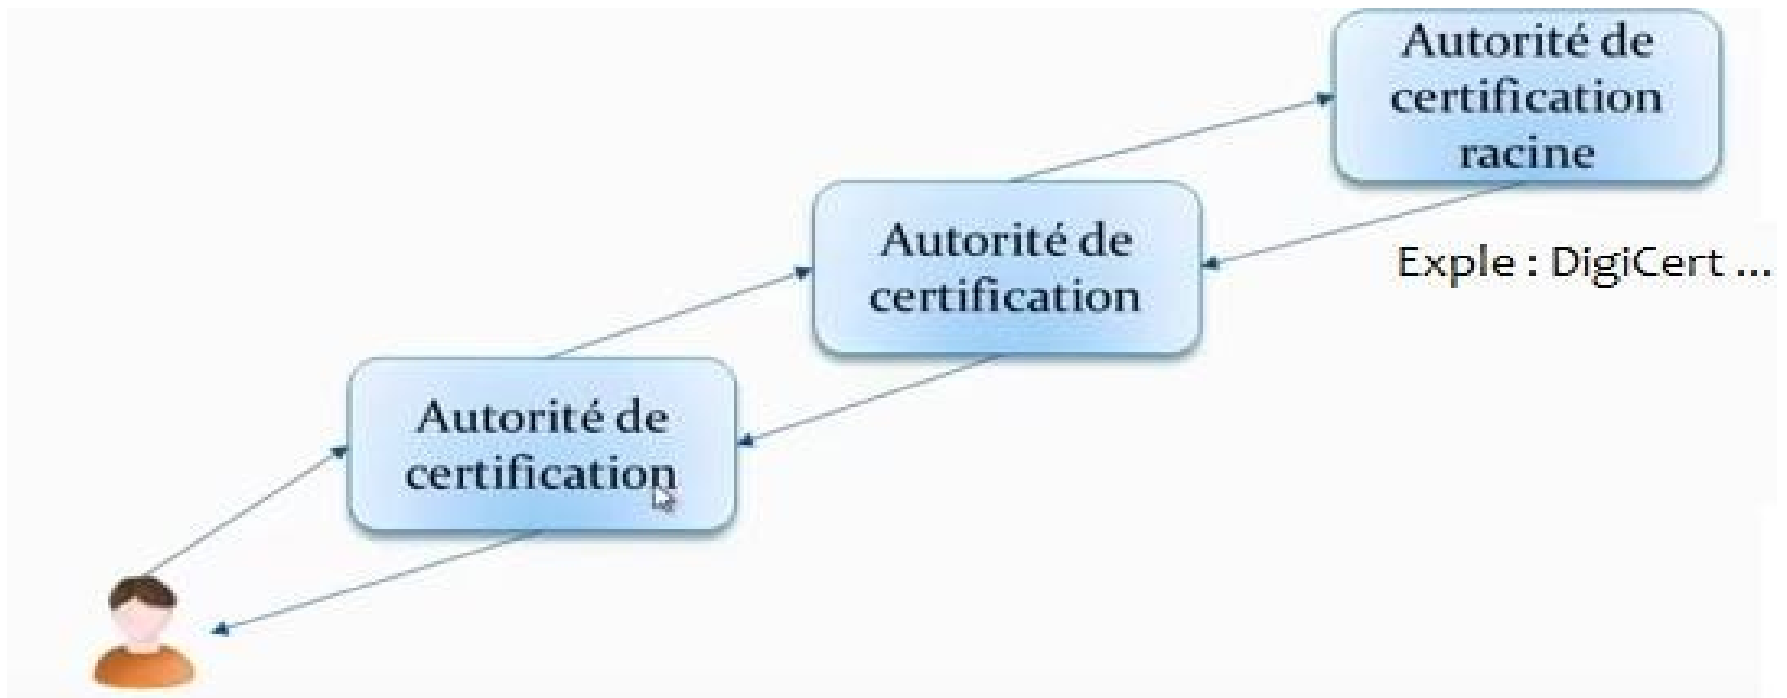 Autorité de
certification
racine
Autorité de
certification
Exple : DigiCert ...
Autorité de
certification